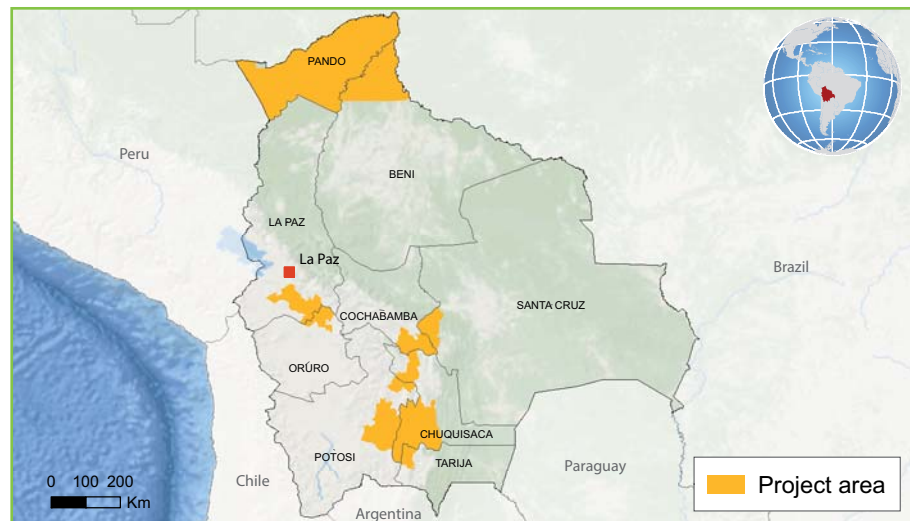 PANDO
Peru
BENI
LA PAZ
La Paz
Brazil
SANTA CRUZ
COCHABAMBA
ORÚRO
CHUQUISACA
POTOSI
TARIJA
Paraguay
Chile
0 100 200
Km
Project area
Argentina